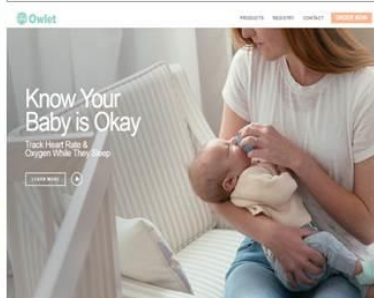 Owlet
PRODUCTS REGISTRY CONTACT ORDER NOW
Know Your
Baby is Okay
Track Heart Rate &
Oxygen While They Sleep
LEARN MORE